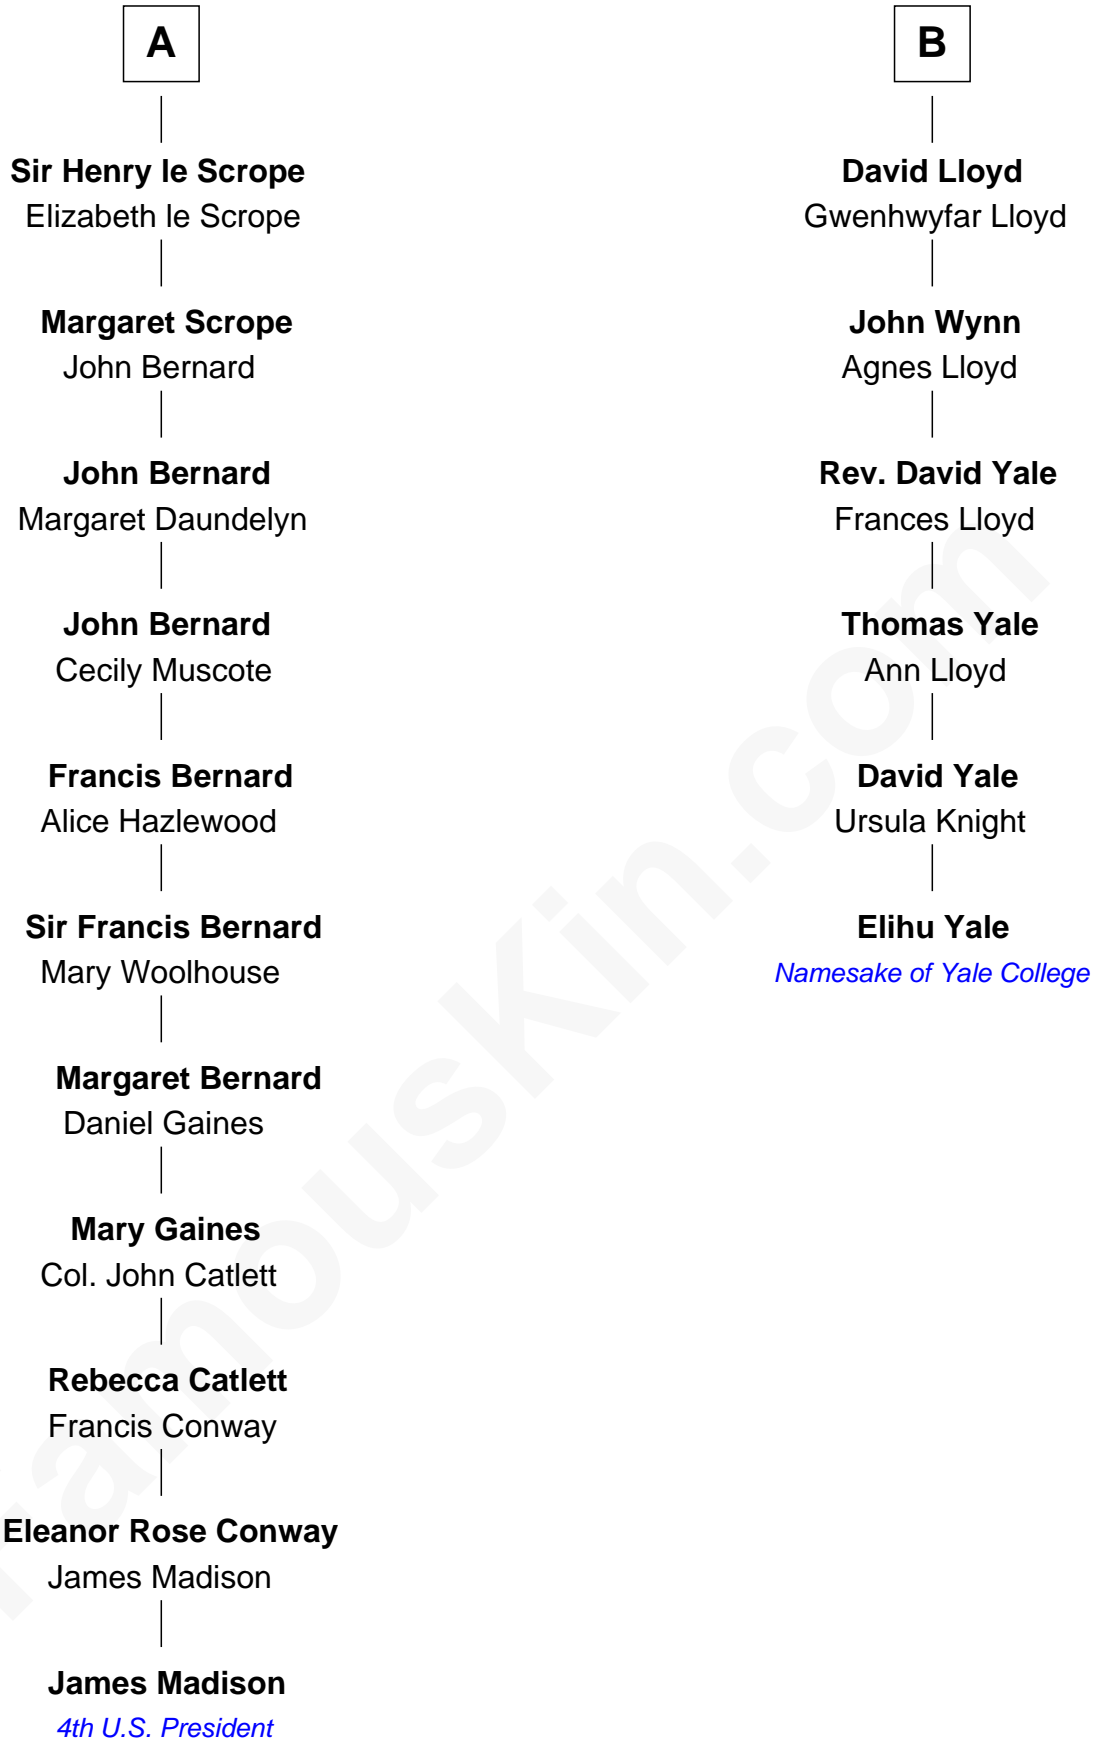 A
Sir Henry le Scrope
Elizabeth le Scrope
Margaret Scrope
John Bernard
John Bernard
Margaret Daundelyn
John Bernard
Cecily Muscote
Francis Bernard
Alice Hazlewood
Sir Francis Bernard
Mary Woolhouse
Margaret Bernard
Daniel Gaines
Mary Gaines
Col. John Catlett
Rebecca Catlett
Francis Conway
Eleanor Rose Conway
James Madison
James Madison
4th U.S. President
B
David Lloyd
Gwenhwyfar Lloyd
John Wynn
Agnes Lloyd
Rev. David Yale
Frances Lloyd
Thomas Yale
Ann Lloyd
David Yale
Ursula Knight
Elihu Yale
Namesake of Yale College
FamousKin.com